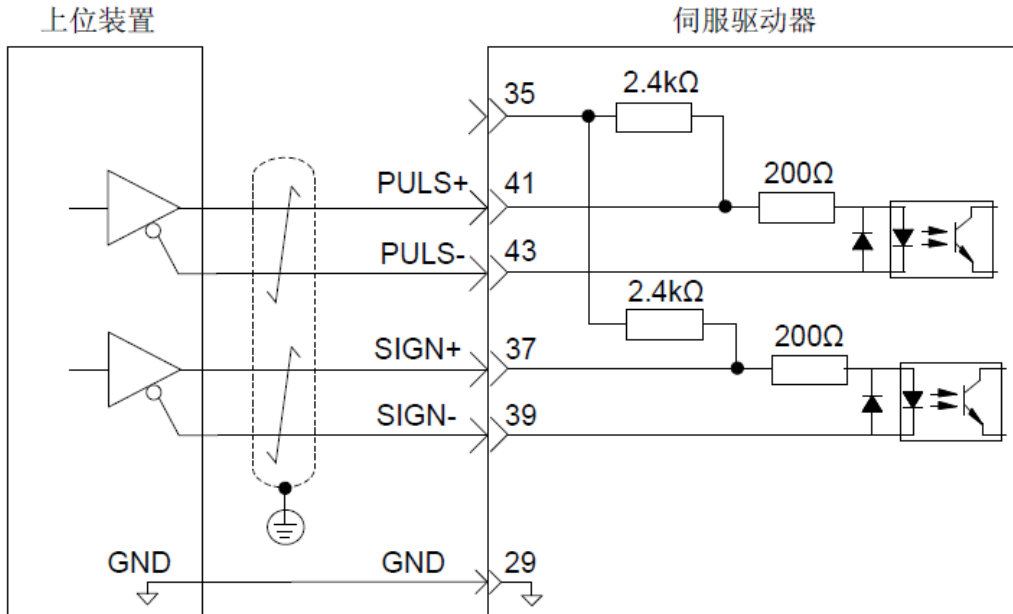 上位装置
伺服驱动器
35
2.4kΩ
PULS+
41
200Ω
PULS-
43
2.4kΩ
SIGN+
37
200Ω
SIGN-
39
GND
GND
29